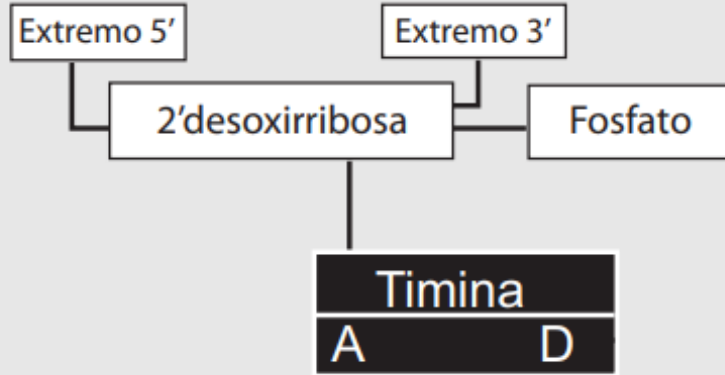 Extremo 5’
Extremo 3’
2’desoxirribosa
Fosfato
Timina
A D